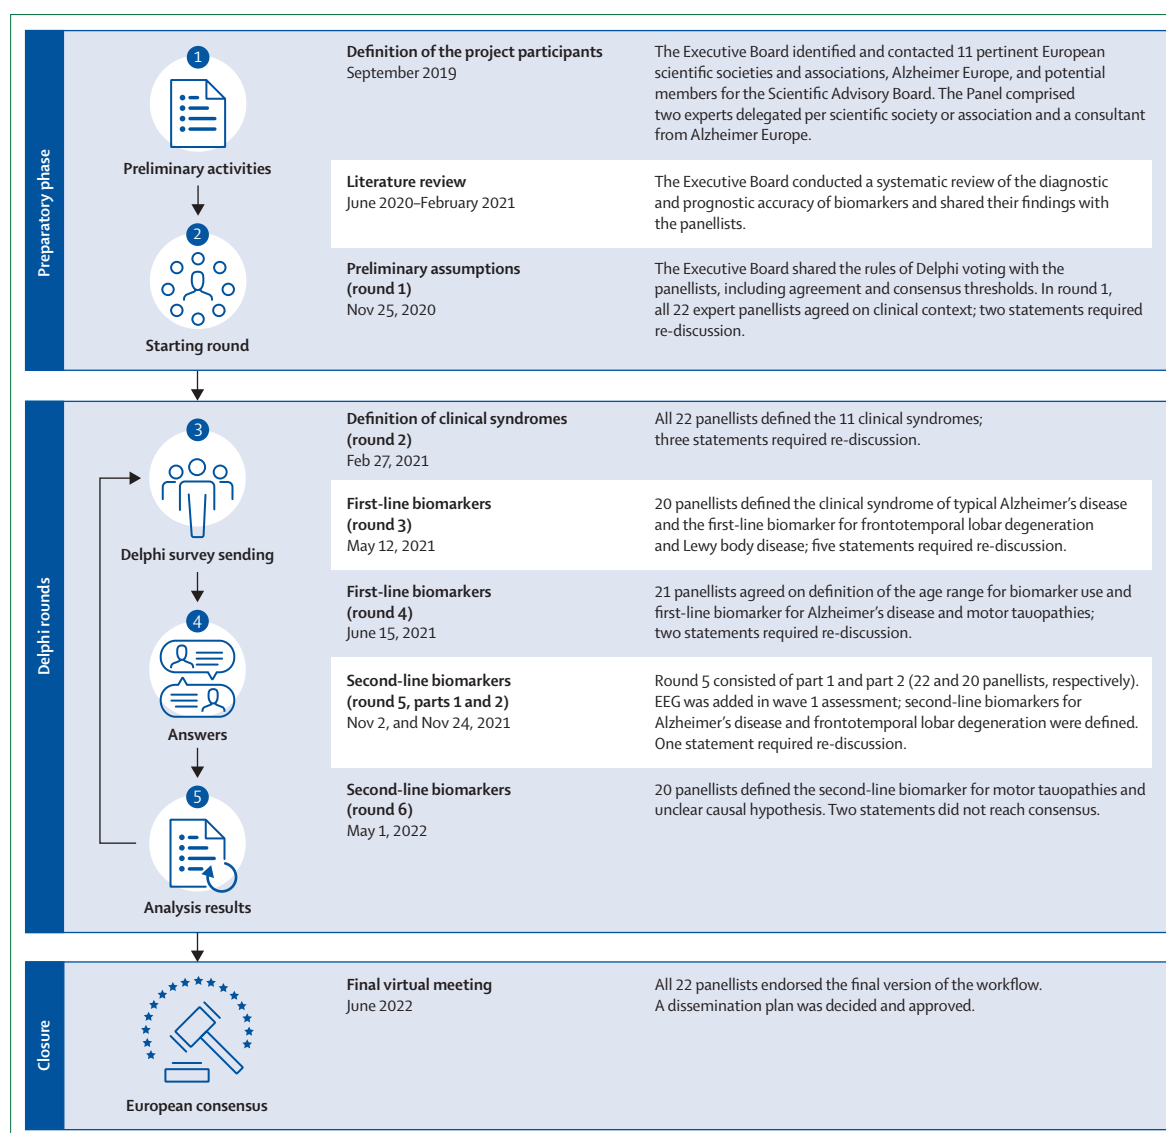 Preparatory phase
1
Preliminary activities
2
Starting round
Definition of the project participants
September 2019
The Executive Board identified and contacted 11 pertinent European
scientific societies and associations, Alzheimer Europe, and potential
members for the Scientific Advisory Board. The Panel comprised
two experts delegated per scientific society or association and a consultant
from Alzheimer Europe.
Literature review
June 2020–February 2021
The Executive Board conducted a systematic review of the diagnostic
and prognostic accuracy of biomarkers and shared their findings with
the panellists.
Preliminary assumptions
(round 1)
Nov 25, 2020
The Executive Board shared the rules of Delphi voting with the
panellists, including agreement and consensus thresholds. In round 1,
all 22 expert panellists agreed on clinical context; two statements required
re-discussion.
Delphi rounds
3
Delphi survey sending
4
Answers
5
Analysis results
Definition of clinical syndromes
(round 2)
Feb 27, 2021
All 22 panellists defined the 11 clinical syndromes;
three statements required re-discussion.
First-line biomarkers
(round 3)
May 12, 2021
20 panellists defined the clinical syndrome of typical Alzheimer's disease
and the first-line biomarker for frontotemporal lobar degeneration
and Lewy body disease; five statements required re-discussion.
First-line biomarkers
(round 4)
June 15, 2021
21 panellists agreed on definition of the age range for biomarker use and
first-line biomarker for Alzheimer's disease and motor tauopathies;
two statements required re-discussion.
Second-line biomarkers
(round 5, parts 1 and 2)
Nov 2, and Nov 24, 2021
Round 5 consisted of part 1 and part 2 (22 and 20 panellists, respectively).
EEG was added in wave 1 assessment; second-line biomarkers for
Alzheimer's disease and frontotemporal lobar degeneration were defined.
One statement required re-discussion.
Second-line biomarkers
(round 6)
May 1, 2022
20 panellists defined the second-line biomarker for motor tauopathies and
unclear causal hypothesis. Two statements did not reach consensus.
Closure
European consensus
Final virtual meeting
June 2022
All 22 panellists endorsed the final version of the workflow.
A dissemination plan was decided and approved.